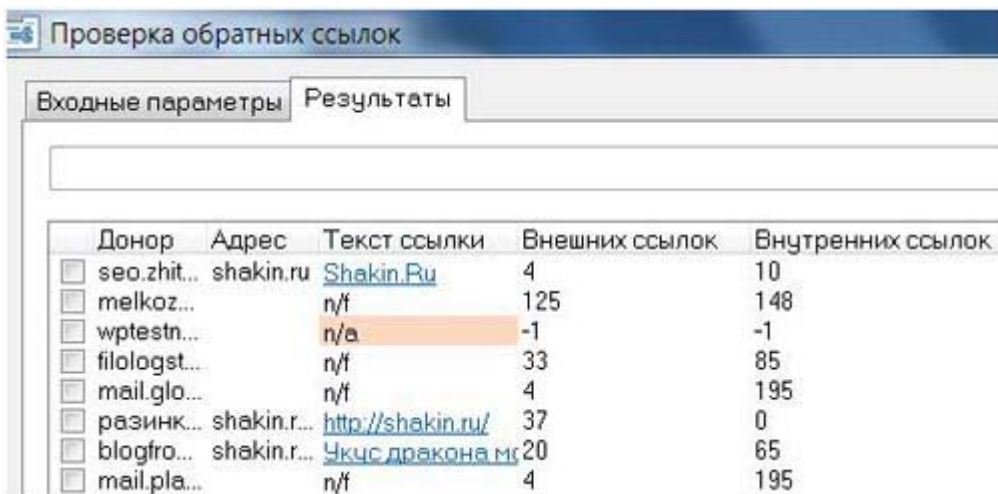 Проверка обратных ссылок
Входные параметры Результаты
Донор Адрес Текст ссылки Внешних ссылок Внутренних ссылок
seo.zhit... shakin.ru Shakin.Ru 4 10
melkoz... n/f 125 148
wptestn... n/a -1 -1
filologst... n/f 33 85
mail.glo... n/f 4 195
разинк... shakin.r... http://shakin.ru/ 37 0
blogfro... shakin.r... Укус дракона 20 65
mail.pla... n/f 4 195